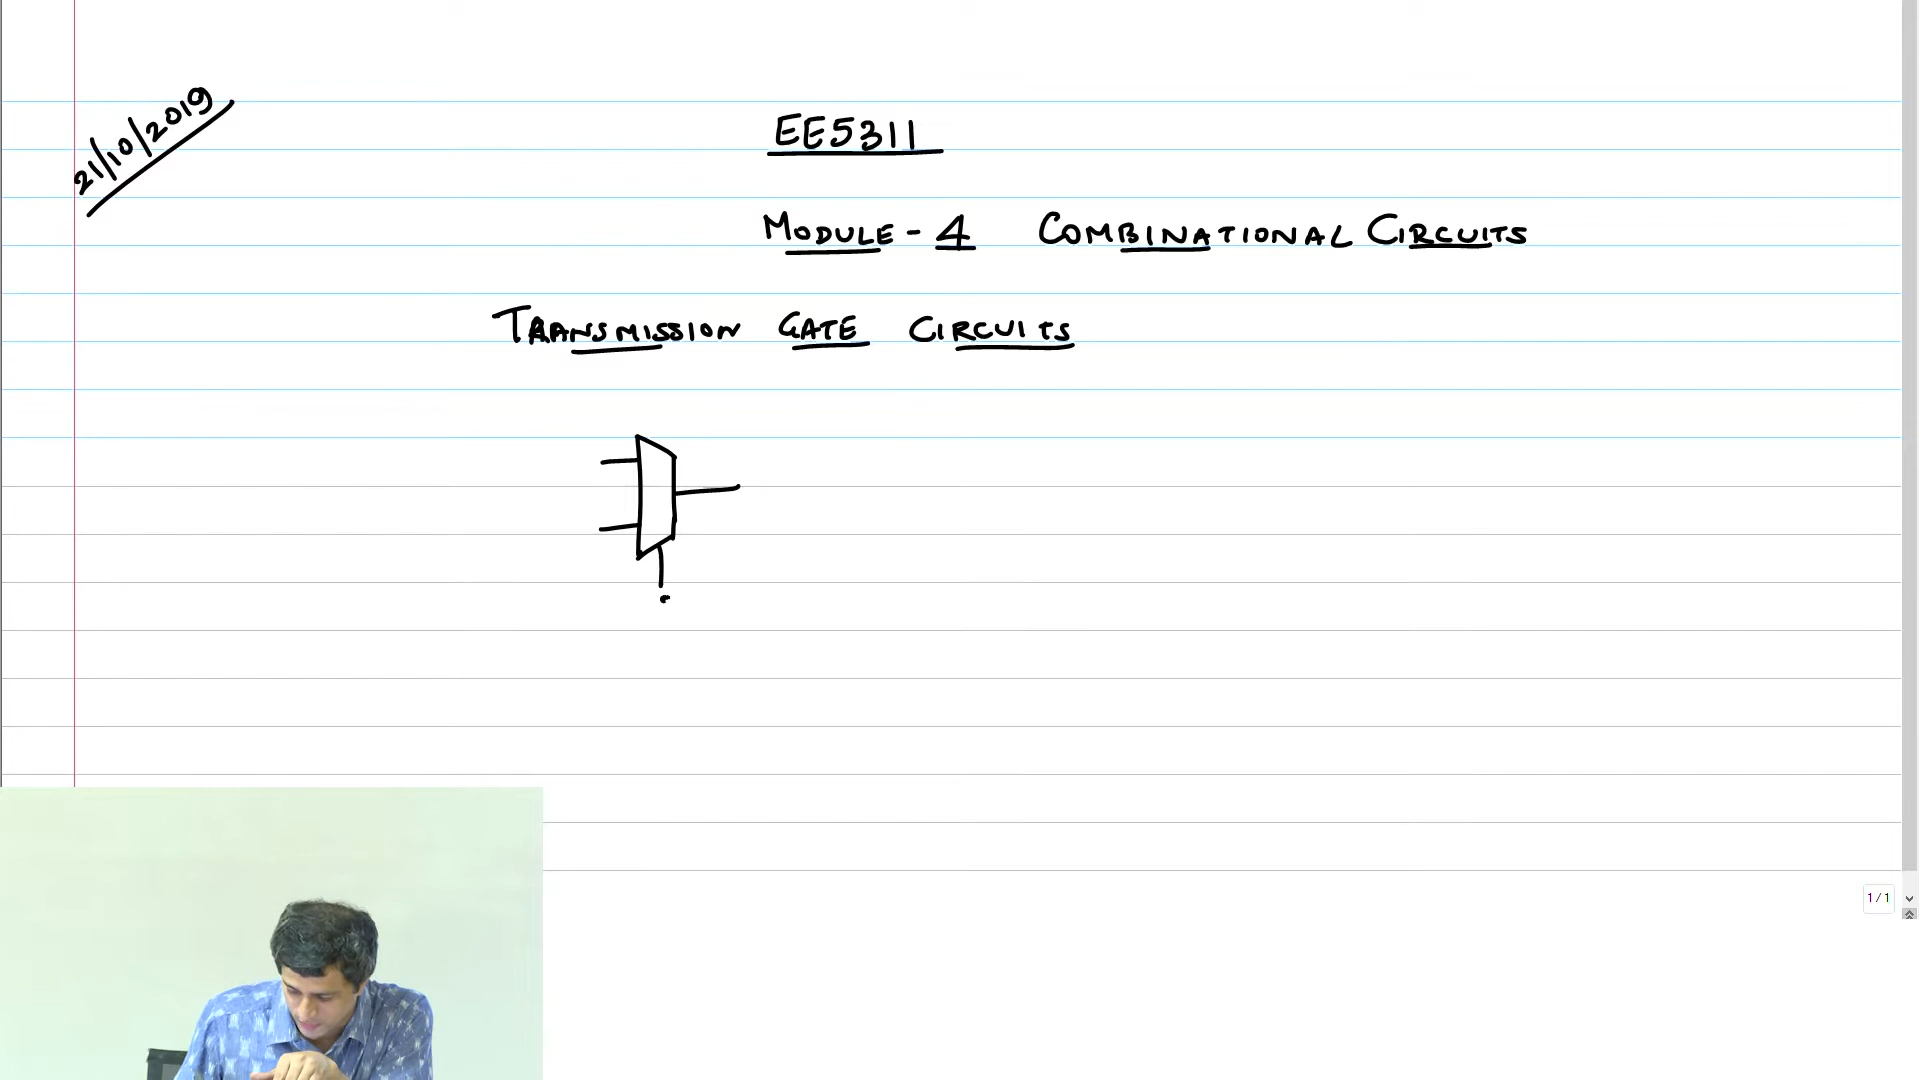 21/10/2019
EE5311
MODULE - 4 COMBINATIONAL CIRCUITS
TRANSMISSION GATE CIRCUITS
1/1